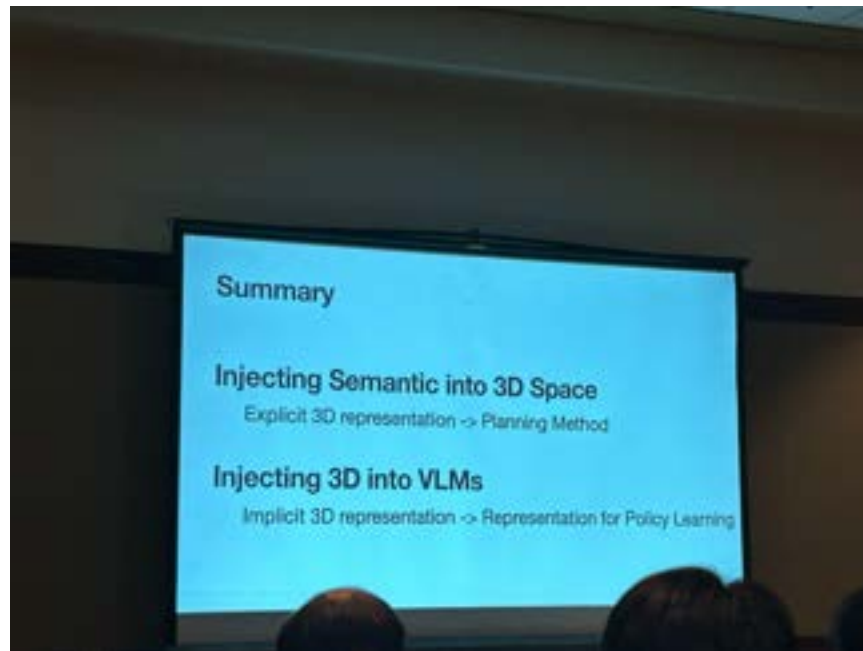 Summary
Injecting Semantic into 3D Space
Explicit 3D representation -> Planning Method
Injecting 3D into VLMs
Implicit 3D representation -> Representation for Policy Learning